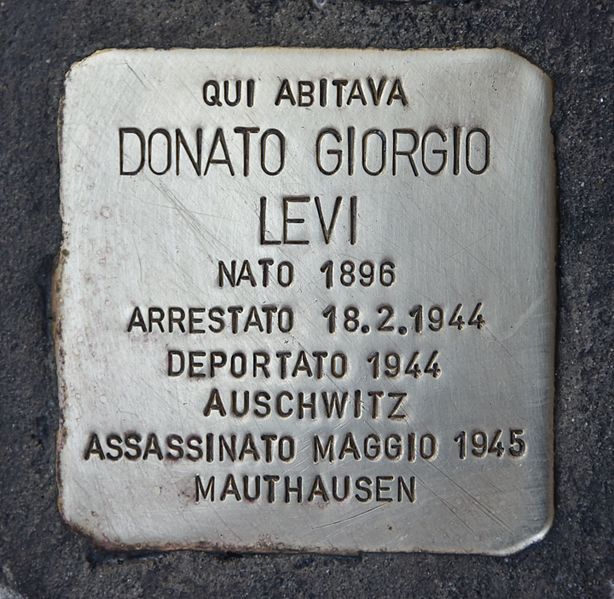 QUI ABITAVA
DONATO GIORGIO
LEVI
NATO 1896
ARRESTATO 18.2.1944
DEPORTATO 1944
AUSCHWITZ
ASSASSINATO MAGGIO 1945
MAUTHAUSEN